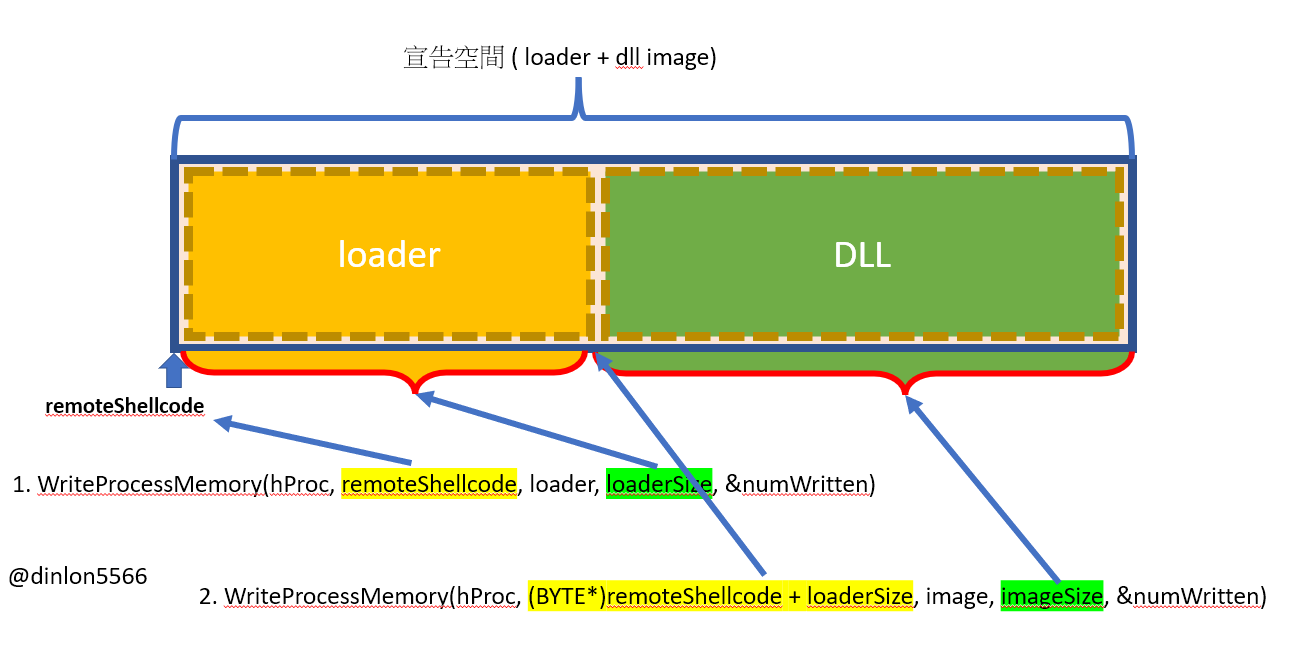 宣告空間 ( loader + dll image)
loader
DLL
remoteShellcode
1. WriteProcessMemory(hProc, remoteShellcode, loader, loaderSize, &numWritten)
@dinlon5566
2. WriteProcessMemory(hProc, (BYTE*)remoteShellcode + loaderSize, image, imageSize, &numWritten)